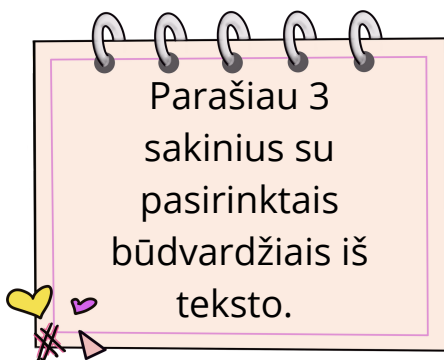 Parašiau 3
sakinius su
pasirinktais
būdvardžiais iš
teksto.